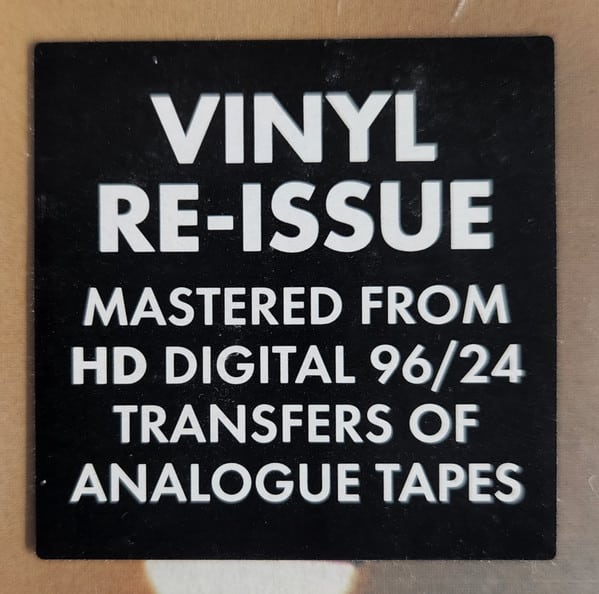 VINYL
RE-ISSUE
MASTERED FROM
HD DIGITAL 96/24
TRANSFERS OF
ANALOGUE TAPES